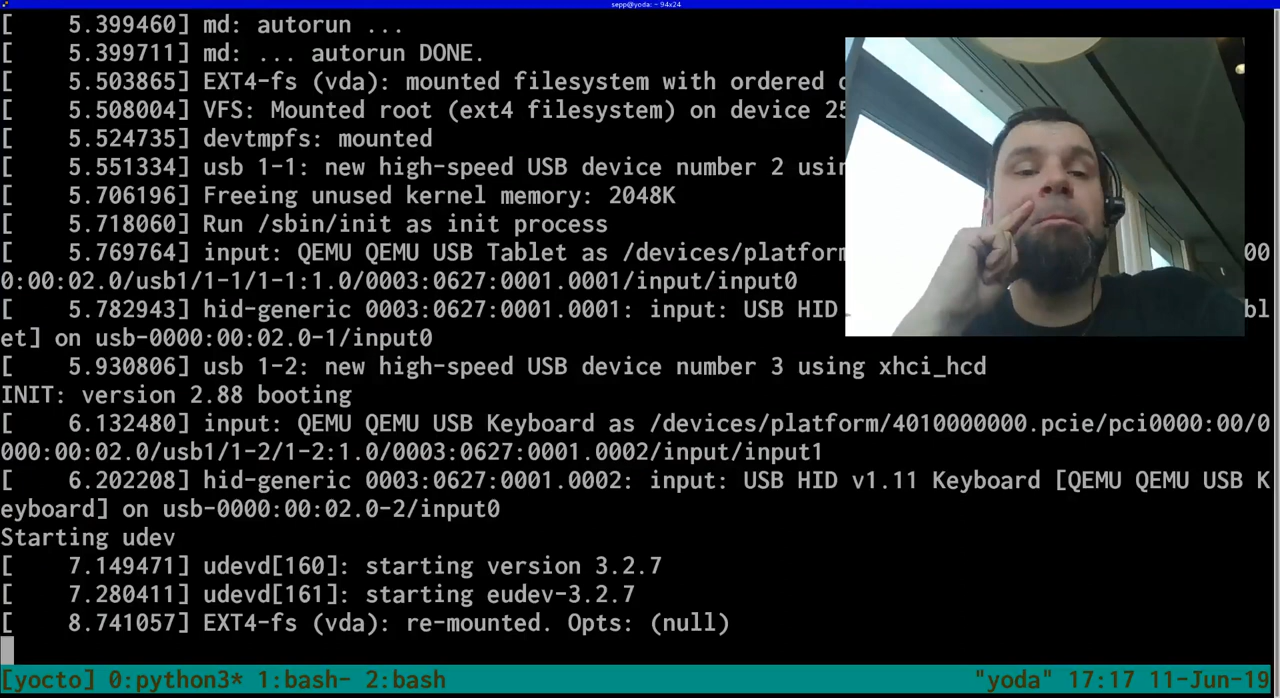 sepp@yoda: ~ 94x24
[    5.399460] md: autorun ...
[    5.399711] md: ... autorun DONE.
[    5.503865] EXT4-fs (vda): mounted filesystem with ordered
[    5.508004] VFS: Mounted root (ext4 filesystem) on device 25
[    5.524735] devtmpfs: mounted
[    5.551334] usb 1-1: new high-speed USB device number 2 usin
[    5.706196] Freeing unused kernel memory: 2048K
[    5.718060] Run /sbin/init as init process
[    5.769764] input: QEMU QEMU USB Tablet as /devices/platform 00
0:00:02.0/usb1/1-1/1-1:1.0/0003:0627:0001.0001/input/input0
[    5.782943] hid-generic 0003:0627:0001.0001: input: USB HID bl
et] on usb-0000:00:02.0-1/input0
[    5.930806] usb 1-2: new high-speed USB device number 3 using xhci_hcd
INIT: version 2.88 booting
[    6.132480] input: QEMU QEMU USB Keyboard as /devices/platform/4010000000.pcie/pci0000:00/0
000:00:02.0/usb1/1-2/1-2:1.0/0003:0627:0001.0002/input/input1
[    6.202208] hid-generic 0003:0627:0001.0002: input: USB HID v1.11 Keyboard [QEMU QEMU USB K
eyboard] on usb-0000:00:02.0-2/input0
Starting udev
[    7.149471] udevd[160]: starting version 3.2.7
[    7.280411] udevd[161]: starting eudev-3.2.7
[    8.741057] EXT4-fs (vda): re-mounted. Opts: (null)
[yocto] 0:python3* 1:bash- 2:bash "yoda" 17:17 11-Jun-19